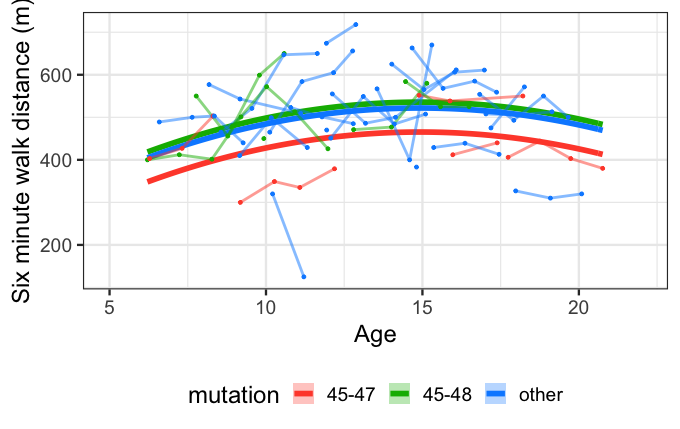 Six minute walk distance (m)
600
400
200
5 10 15 20
Age
mutation 45-47 45-48 other